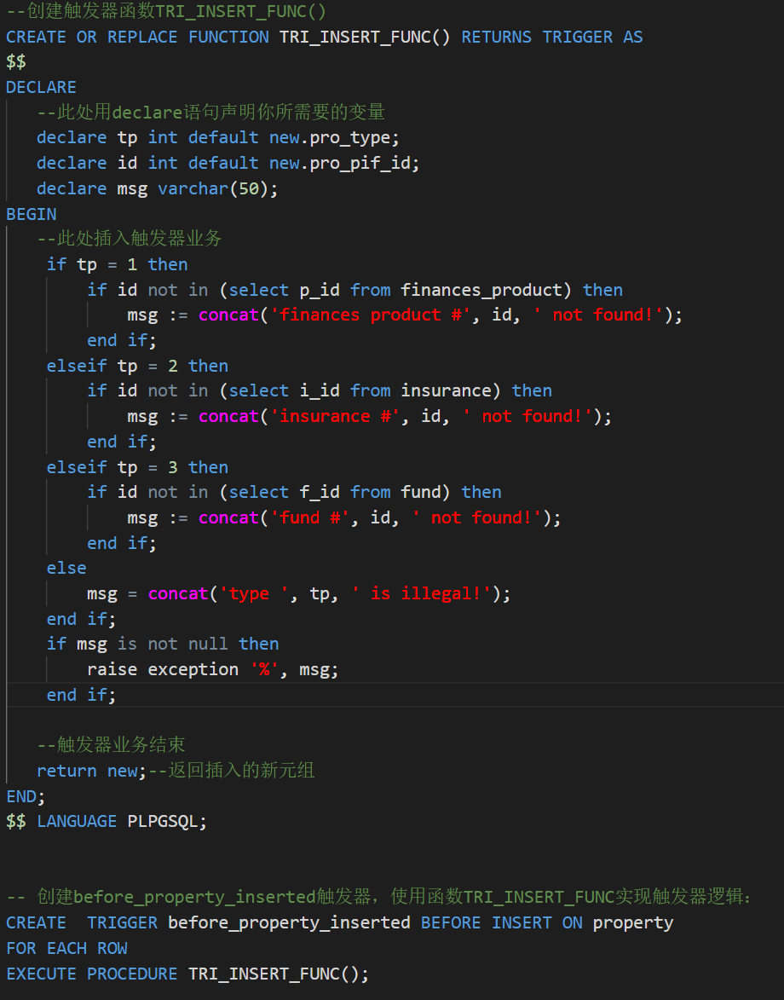 --创建触发器函数TRI_INSERT_FUNC()
CREATE OR REPLACE FUNCTION TRI_INSERT_FUNC() RETURNS TRIGGER AS
$$
DECLARE
   --此处用declare语句声明你所需要的变量
   declare tp int default new.pro_type;
   declare id int default new.pro_pif_id;
   declare msg varchar(50);
BEGIN
   --此处插入触发器业务
    if tp = 1 then
        if id not in (select p_id from finances_product) then
            msg := concat('finances product #', id, ' not found!');
        end if;
    elseif tp = 2 then
        if id not in (select i_id from insurance) then
            msg := concat('insurance #', id, ' not found!');
        end if;
    elseif tp = 3 then
        if id not in (select f_id from fund) then
            msg := concat('fund #', id, ' not found!');
        end if;
    else
        msg = concat('type ', tp, ' is illegal!');
    end if;
    if msg is not null then
        raise exception '%', msg;
    end if;
   --触发器业务结束
   return new;--返回插入的新元组
END;
$$ LANGUAGE PLPGSQL;
-- 创建before_property_inserted触发器，使用函数TRI_INSERT_FUNC实现触发器逻辑：
CREATE  TRIGGER before_property_inserted BEFORE INSERT ON property
FOR EACH ROW
EXECUTE PROCEDURE TRI_INSERT_FUNC();